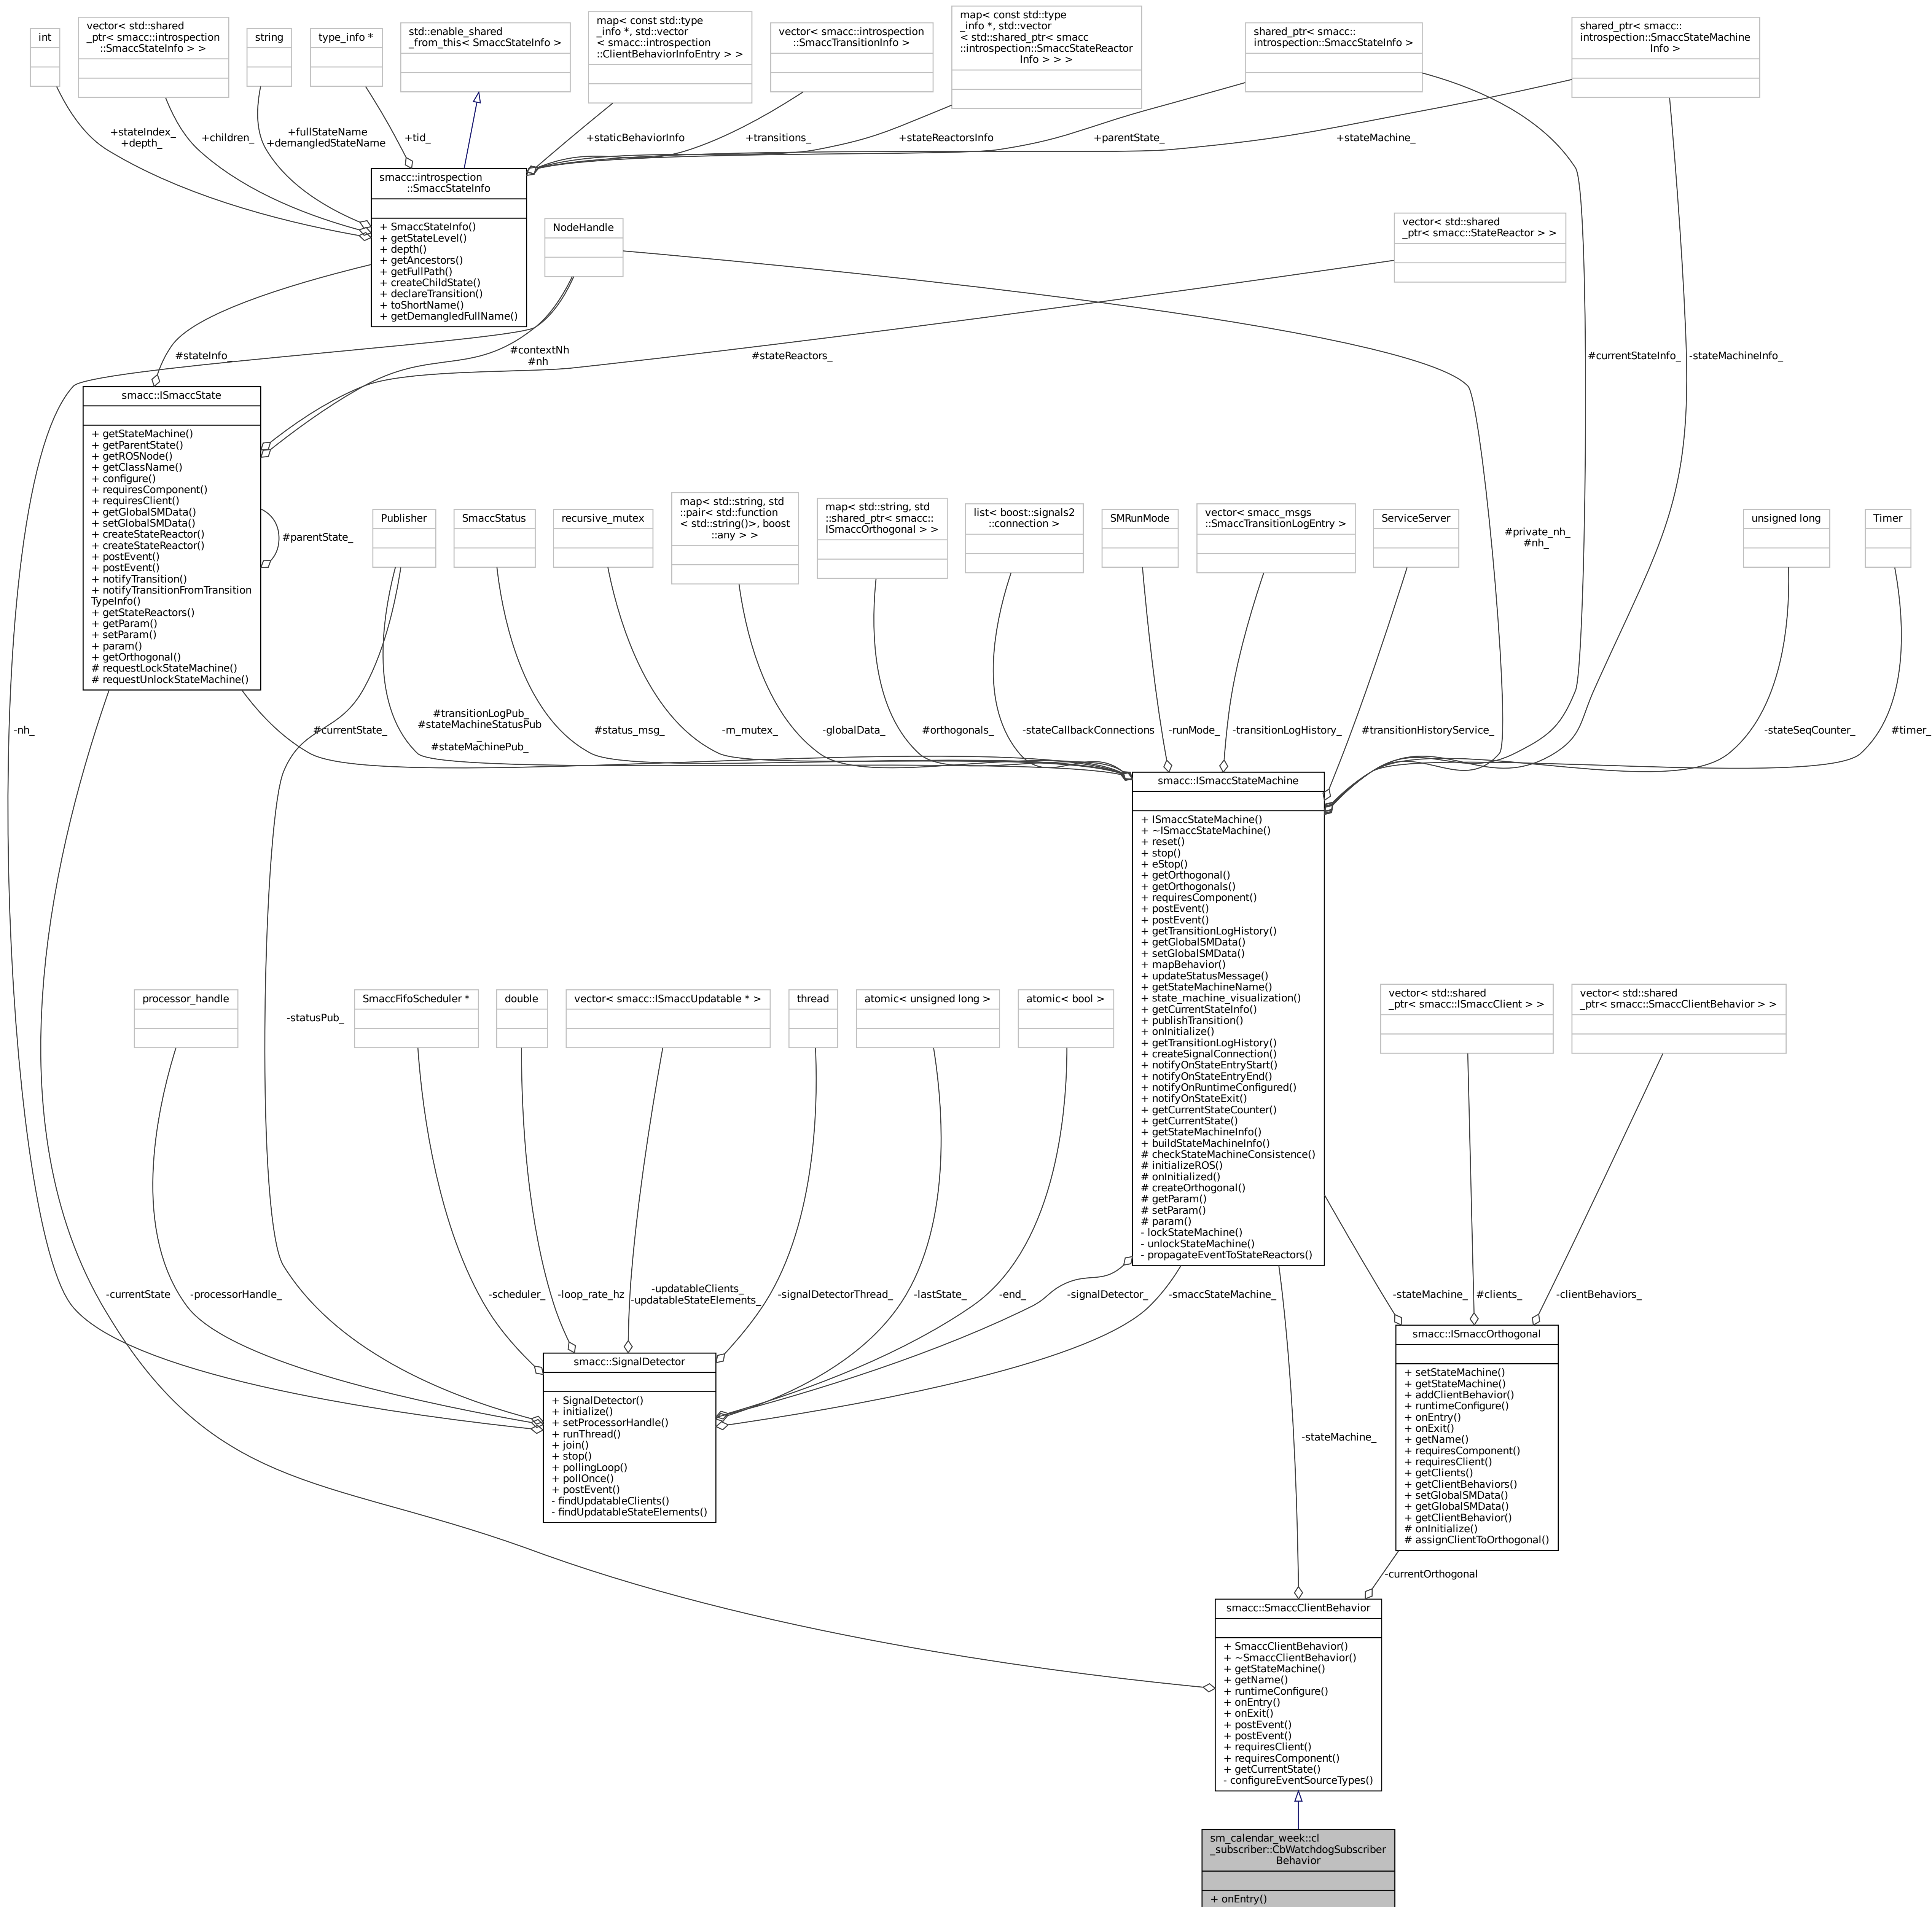 int
vector< std::shared
_ptr< smacc::introspection
::SmaccStateInfo > >
string
type_info *
std::enable_shared
_from_this< SmaccStateInfo >
map< const std::type
_info *, std::vector
< smacc::introspection
::ClientBehaviorInfoEntry > >
vector< smacc::introspection
::SmaccTransitionInfo >
map< const std::type
_info *, std::vector
< std::shared_ptr< smacc
::introspection::SmaccStateReactor
Info > > >
shared_ptr< smacc::
introspection::SmaccStateInfo >
shared_ptr< smacc::
introspection::SmaccStateMachine
Info >
+stateIndex_
+depth_
+children_
+fullStateName
+demangledStateName
+tid_
+staticBehaviorInfo
+transitions_
+stateReactorsInfo
+parentState_
+stateMachine_
smacc::introspection
::SmaccStateInfo
+ SmaccStateInfo()
+ getStateLevel()
+ depth()
+ getAncestors()
+ getFullPath()
+ createChildState()
+ declareTransition()
+ toShortName()
+ getDemangledFullName()
NodeHandle
vector< std::shared
_ptr< smacc::StateReactor > >
#stateInfo_
#contextNh
#nh
#stateReactors_
#currentStateInfo_
-stateMachineInfo_
smacc::ISmaccState
+ getStateMachine()
+ getParentState()
+ getROSNode()
+ getClassName()
+ configure()
+ requiresComponent()
+ requiresClient()
+ getGlobalSMData()
+ setGlobalSMData()
+ createStateReactor()
+ createStateReactor()
+ postEvent()
+ postEvent()
+ notifyTransition()
+ notifyTransitionFromTransition
TypeInfo()
+ getStateReactors()
+ getParam()
+ setParam()
+ param()
+ getOrthogonal()
# requestLockStateMachine()
# requestUnlockStateMachine()
#parentState_
Publisher
SmaccStatus
recursive_mutex
map< std::string, std
::pair< std::function
< std::string()>, boost
::any > >
map< std::string, std
::shared_ptr< smacc::
ISmaccOrthogonal > >
list< boost::signals2
::connection >
SMRunMode
vector< smacc_msgs
::SmaccTransitionLogEntry >
ServiceServer
#private_nh_
#nh_
unsigned long
Timer
-nh_
#currentState_
#transitionLogPub_
#stateMachineStatusPub
_
#stateMachinePub_
#status_msg_
-m_mutex_
-globalData_
#orthogonals_
-stateCallbackConnections
-runMode_
-transitionLogHistory_
#transitionHistoryService_
-stateSeqCounter_
#timer_
smacc::ISmaccStateMachine
+ ISmaccStateMachine()
+ ~ISmaccStateMachine()
+ reset()
+ stop()
+ eStop()
+ getOrthogonal()
+ getOrthogonals()
+ requiresComponent()
+ postEvent()
+ postEvent()
+ getTransitionLogHistory()
+ getGlobalSMData()
+ setGlobalSMData()
+ mapBehavior()
+ updateStatusMessage()
+ getStateMachineName()
+ state_machine_visualization()
+ getCurrentStateInfo()
+ publishTransition()
+ onInitialize()
+ getTransitionLogHistory()
+ createSignalConnection()
+ notifyOnStateEntryStart()
+ notifyOnStateEntryEnd()
+ notifyOnRuntimeConfigured()
+ notifyOnStateExit()
+ getCurrentStateCounter()
+ getCurrentState()
+ getStateMachineInfo()
+ buildStateMachineInfo()
# checkStateMachineConsistence()
# initializeROS()
# onInitialized()
# createOrthogonal()
# getParam()
# setParam()
# param()
- lockStateMachine()
- unlockStateMachine()
- propagateEventToStateReactors()
processor_handle
-statusPub_
SmaccFifoScheduler *
double
vector< smacc::ISmaccUpdatable * >
thread
atomic< unsigned long >
atomic< bool >
vector< std::shared
_ptr< smacc::ISmaccClient > >
vector< std::shared
_ptr< smacc::SmaccClientBehavior > >
-currentState
-processorHandle_
-scheduler_
-loop_rate_hz
-updatableClients_
-updatableStateElements_
-signalDetectorThread_
-lastState_
-end_
-signalDetector_
-smaccStateMachine_
-stateMachine_
#clients_
-clientBehaviors_
smacc::SignalDetector
+ SignalDetector()
+ initialize()
+ setProcessorHandle()
+ runThread()
+ join()
+ stop()
+ pollingLoop()
+ pollOnce()
+ postEvent()
- findUpdatableClients()
- findUpdatableStateElements()
-stateMachine_
smacc::ISmaccOrthogonal
+ setStateMachine()
+ getStateMachine()
+ addClientBehavior()
+ runtimeConfigure()
+ onEntry()
+ onExit()
+ getName()
+ requiresComponent()
+ requiresClient()
+ getClients()
+ getClientBehaviors()
+ setGlobalSMData()
+ getGlobalSMData()
+ getClientBehavior()
# onInitialize()
# assignClientToOrthogonal()
-currentOrthogonal
smacc::SmaccClientBehavior
+ SmaccClientBehavior()
+ ~SmaccClientBehavior()
+ getStateMachine()
+ getName()
+ runtimeConfigure()
+ onEntry()
+ onExit()
+ postEvent()
+ postEvent()
+ requiresClient()
+ requiresComponent()
+ getCurrentState()
- configureEventSourceTypes()
sm_calendar_week::cl
_subscriber::CbWatchdogSubscriber
Behavior
+ onEntry()